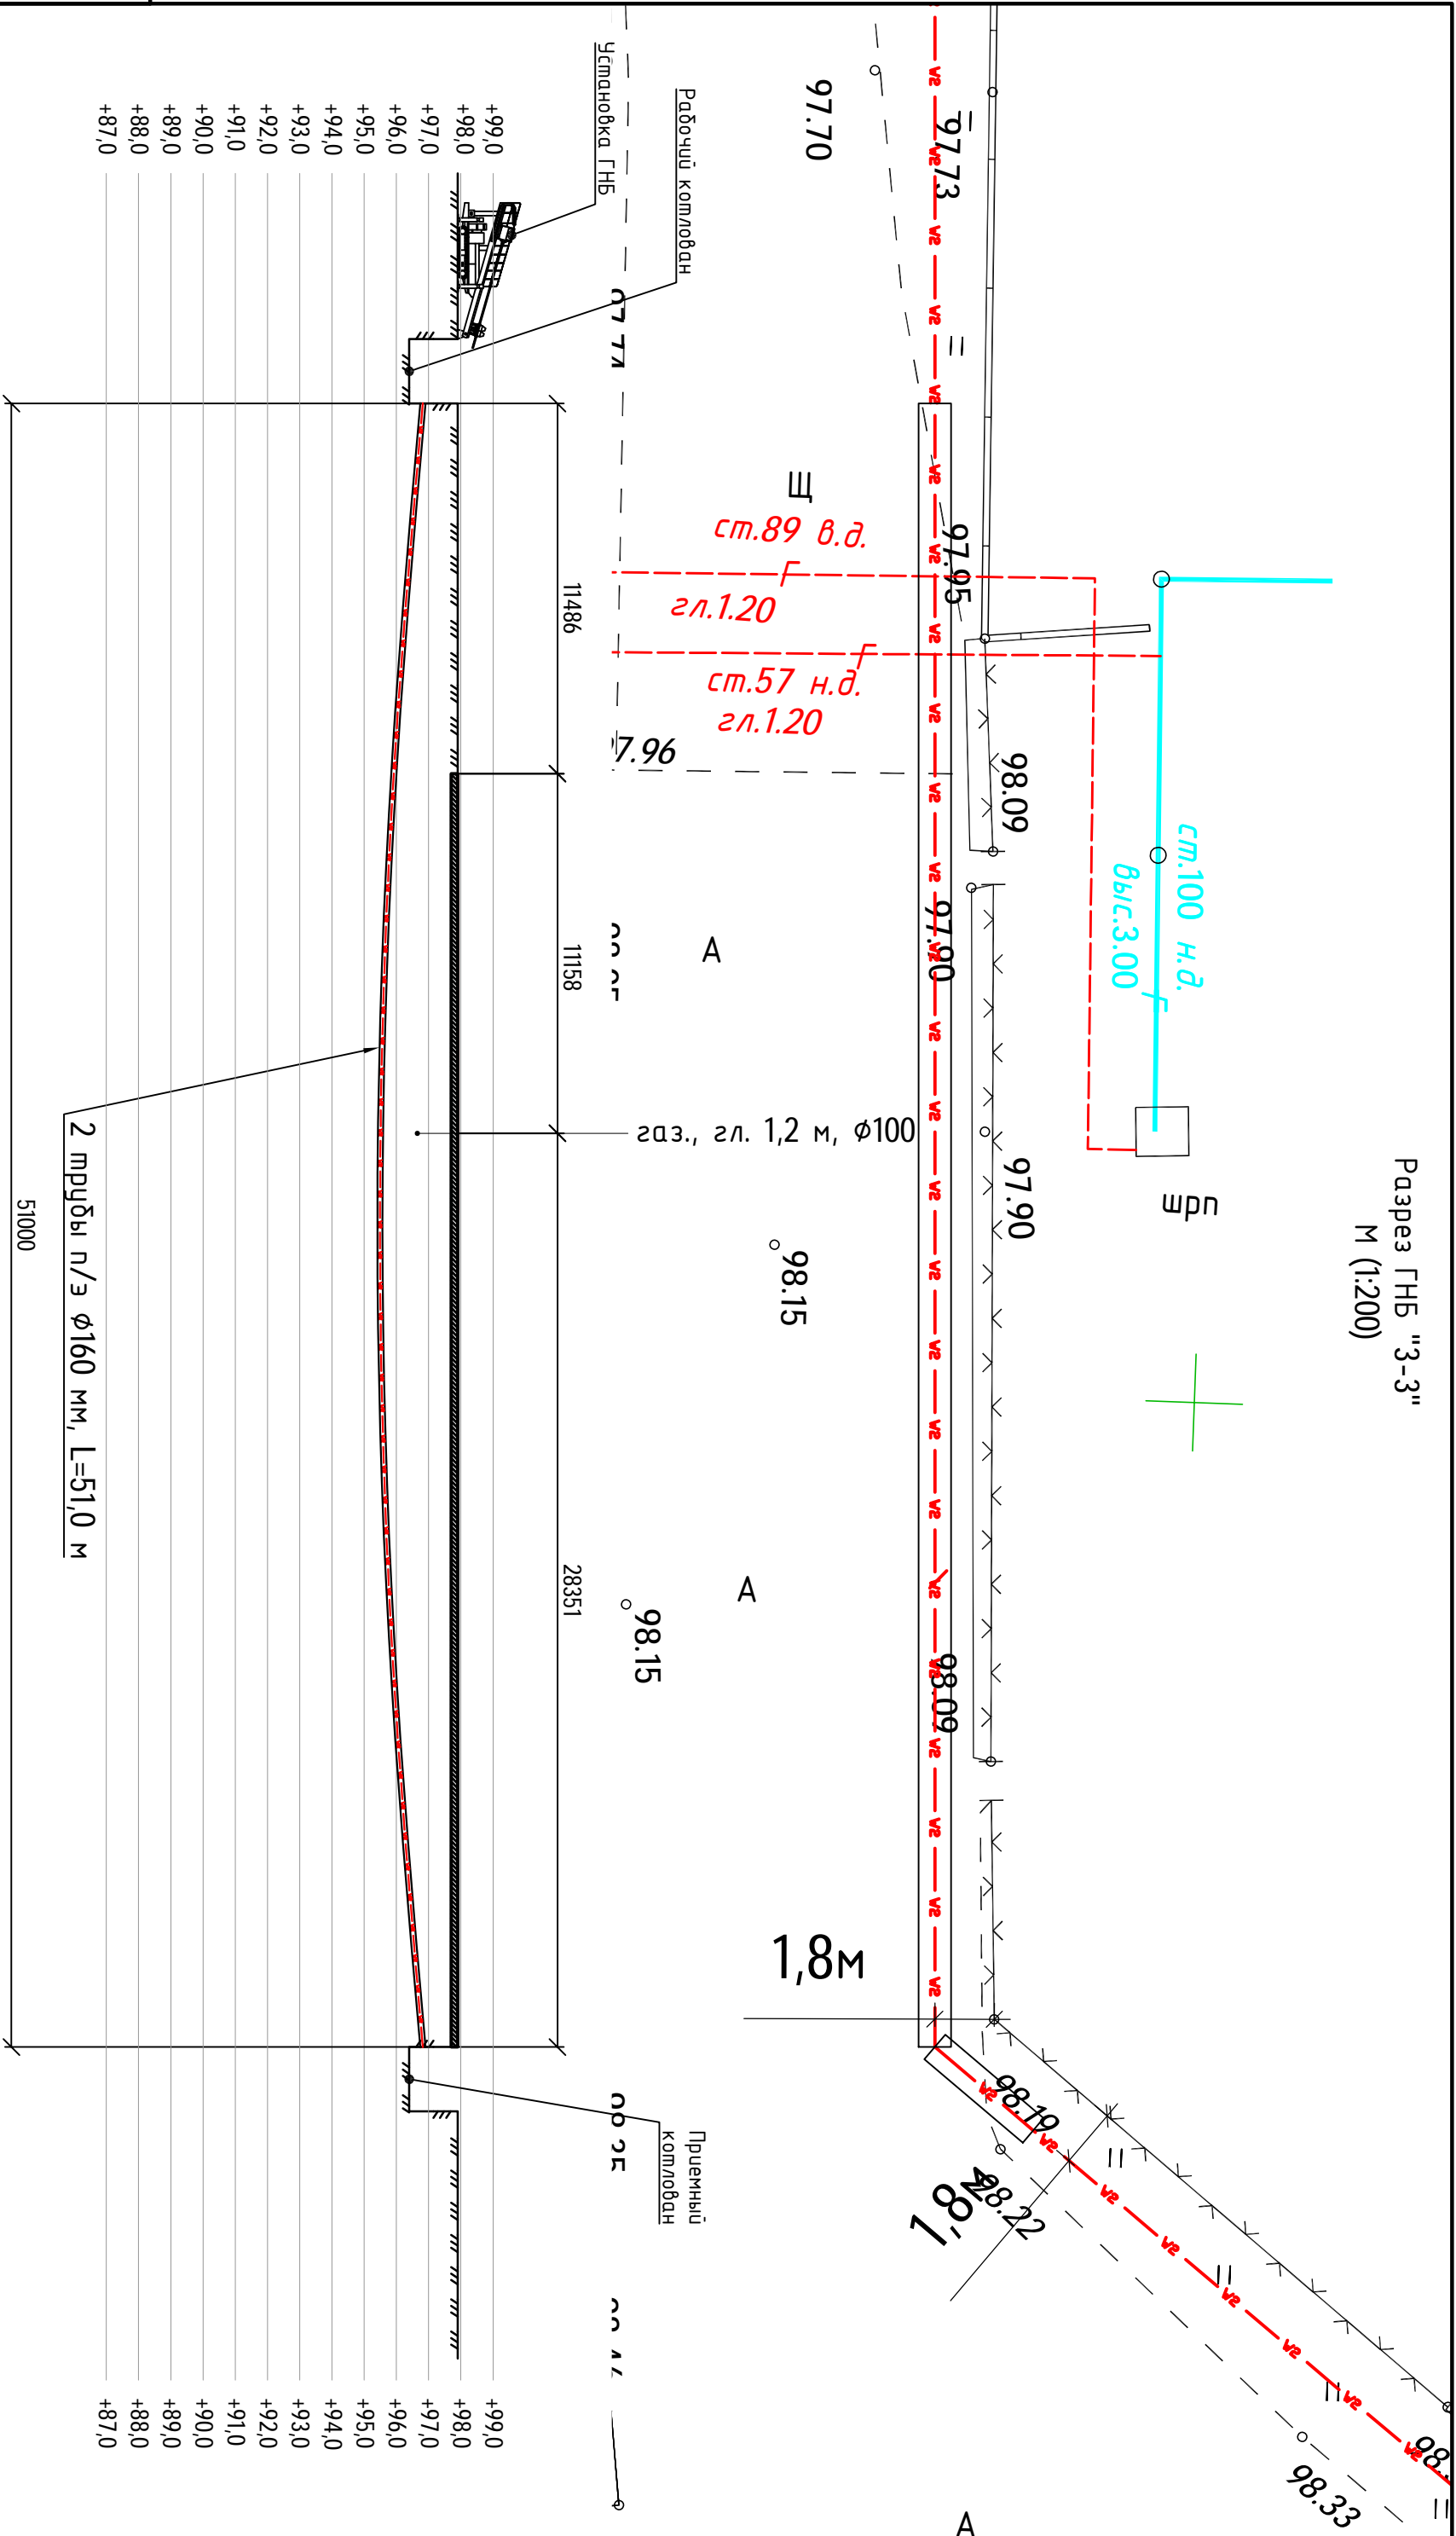 Разрез ГНБ "3-3"
М (1:200)
ст.100 н.д.
выс.3.00
щрп
97.73
97.70
97.95
98.09
97.90
97.90
98.09
98.19
98.22
98.33
Щ
ст.89 в.д.
гл.1.20
ст.57 н.д.
гл.1.20
7.96
А
98.15
А
98.15
А
1,8м
1,8м
Рабочий котлован
Установка ГНБ
газ., гл. 1,2 м, ϕ100
Приемный
котлован
11486
11158
28351
+99,0
+98,0
+97,0
+96,0
+95,0
+94,0
+93,0
+92,0
+91,0
+90,0
+89,0
+88,0
+87,0
+99,0
+98,0
+97,0
+96,0
+95,0
+94,0
+93,0
+92,0
+91,0
+90,0
+89,0
+88,0
+87,0
2 трубы п/э ϕ160 мм, L=51,0 м
51000